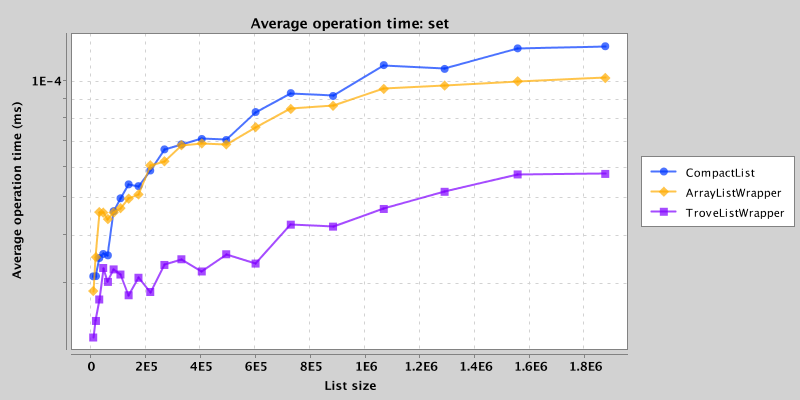 Average operation time: set
Average operation time (ms)
1E-4
0 2E5 4E5 6E5 8E5 1E6 1.2E6 1.4E6 1.6E6 1.8E6
List size
CompactList
ArrayListWrapper
TroveListWrapper